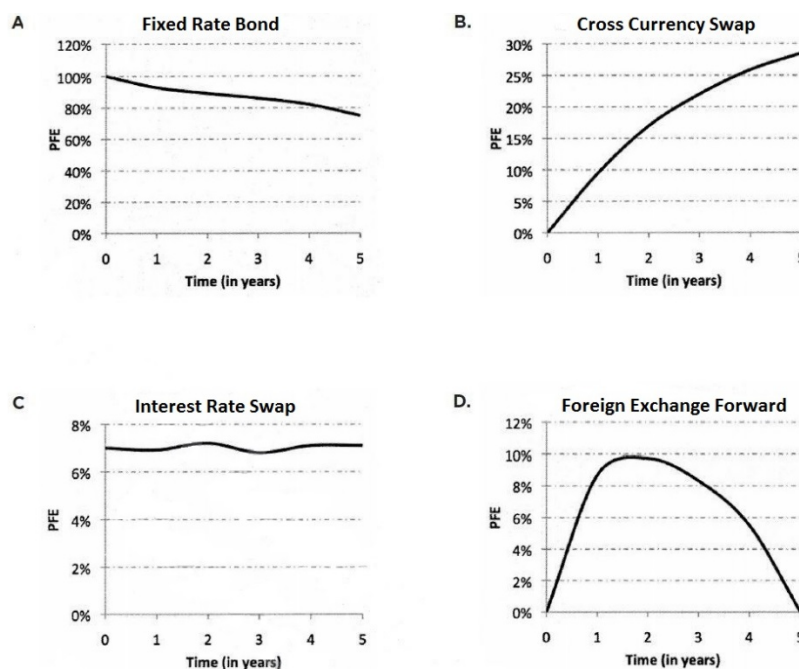 A
Fixed Rate Bond
120%
100%
80%
60%
40%
20%
0%
PFE
0 1 2 3 4 5
Time (in years)
B.
Cross Currency Swap
30%
25%
20%
15%
10%
5%
0%
PFE
0 1 2 3 4 5
Time (in years)
C
Interest Rate Swap
8%
6%
4%
2%
0%
PFE
0 1 2 3 4 5
Time (in years)
D.
Foreign Exchange Forward
12%
10%
8%
6%
4%
2%
0%
PFE
0 1 2 3 4 5
Time (in years)